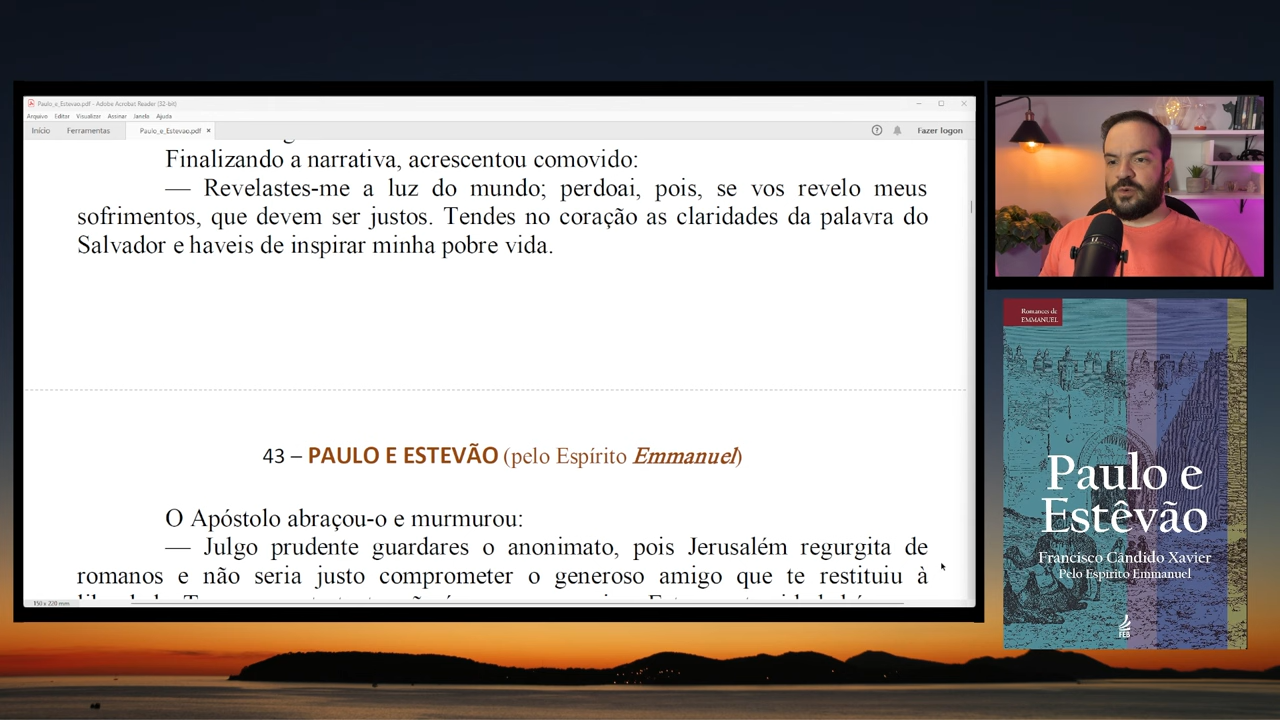 Paulo_e_Estevao.pdf - Adobe Acrobat Reader (32-bit)
Arquivo Editar Visualizar Assinar Janela Ajuda
Início Ferramentas Paulo_e_Estevao.pdf × Fazer logon
Finalizando a narrativa, acrescentou comovido:
— Revelastes-me a luz do mundo; perdoai, pois, se vos revelo meus
sofrimentos, que devem ser justos. Tendes no coração as claridades da palavra do
Salvador e haveis de inspirar minha pobre vida.
43 – PAULO E ESTEVÃO (pelo Espírito Emmanuel)
O Apóstolo abraçou-o e murmurou:
— Julgo prudente guardares o anonimato, pois Jerusalém regurgita de
romanos e não seria justo comprometer o generoso amigo que te restituiu à
150 x 220 mm
Romances de
EMMANUEL
Paulo e
Estêvão
Francisco Cândido Xavier
Pelo Espírito Emmanuel
FEB